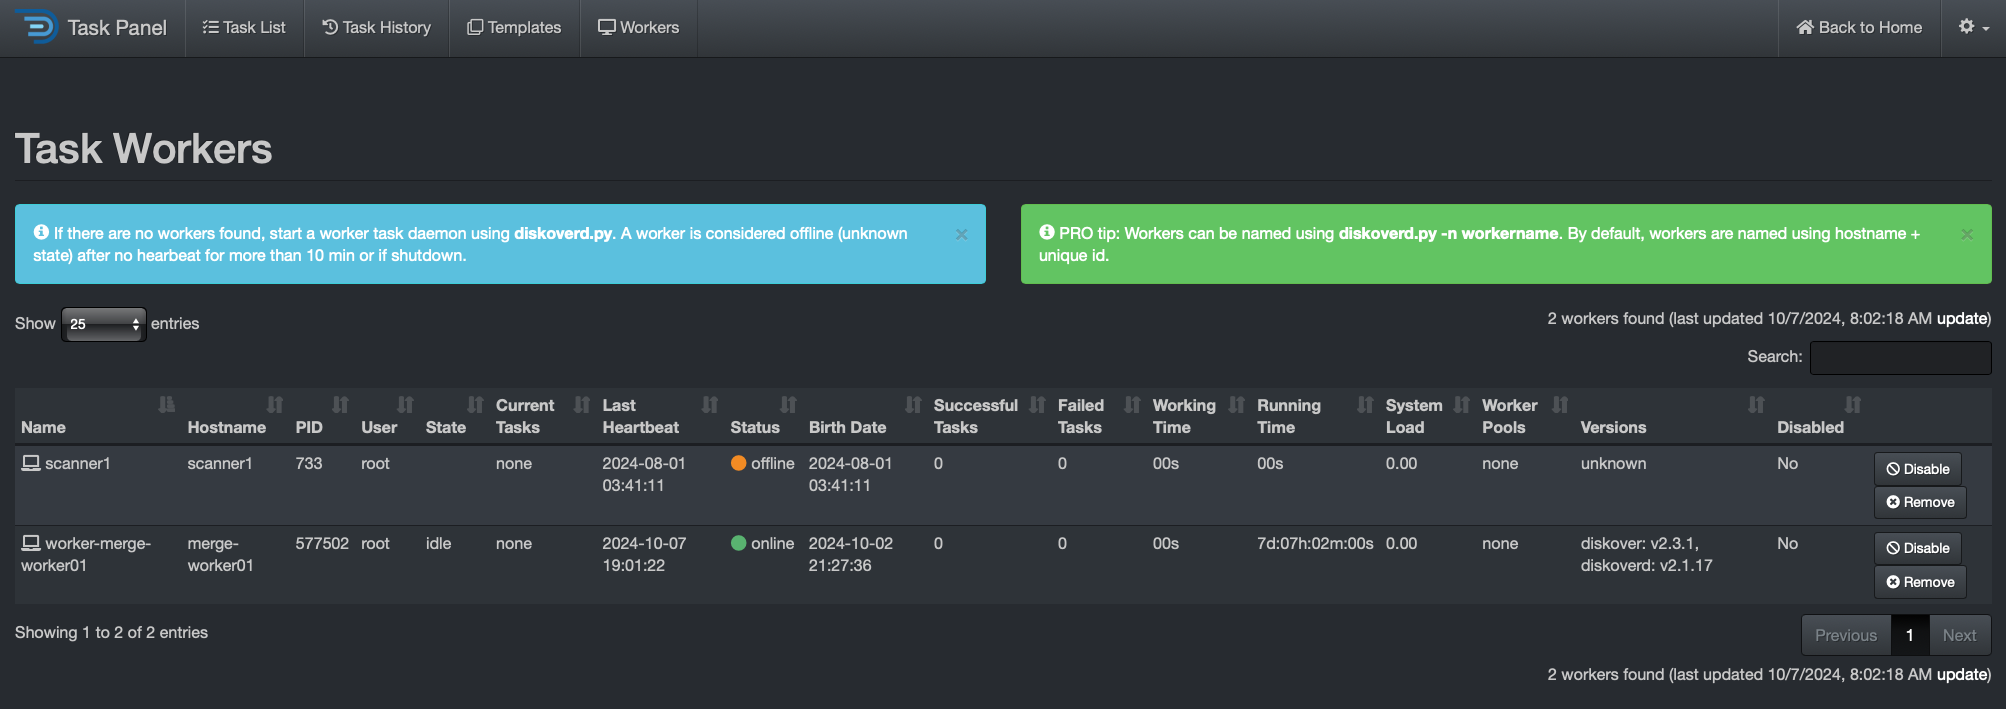 Task Panel Task List Task History Templates Workers Back to Home
Task Workers
If there are no workers found, start a worker task daemon using diskoverd.py. A worker is considered offline (unknown
state) after no hearbeat for more than 10 min or if shutdown.
×
PRO tip: Workers can be named using diskoverd.py -n workername. By default, workers are named using hostname +
unique id.
×
Show 25 entries
2 workers found (last updated 10/7/2024, 8:02:18 AM update)
Search:
Name Hostname PID User State Current Tasks Last Heartbeat Status Birth Date Successful Tasks Failed Tasks Working Time Running Time System Load Worker Pools Versions Disabled
scanner1 scanner1 733 root none 2024-08-01 03:41:11 offline 2024-08-01 03:41:11 0 0 00s 00s 0.00 none unknown No Disable
Remove
worker-merge-worker01 merge-worker01 577502 root idle none 2024-10-07 19:01:22 online 2024-10-02 21:27:36 0 0 00s 7d:07h:02m:00s 0.00 none diskover: v2.3.1, diskoverd: v2.1.17 No Disable
Remove
Showing 1 to 2 of 2 entries
Previous 1 Next
2 workers found (last updated 10/7/2024, 8:02:18 AM update)